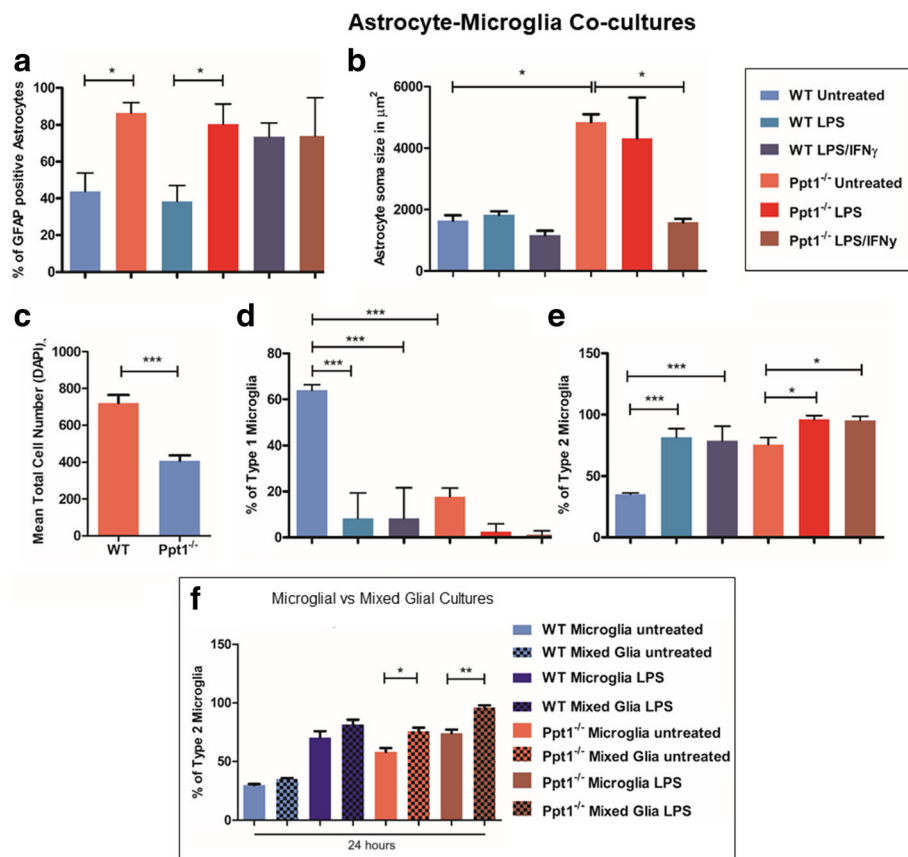 Astrocyte-Microglia Co-cultures
a
% of GFAP positive Astrocytes
100
80
60
40
20
0
*
*
b
Astrocyte soma size in µm²
6000
4000
2000
0
*
*
WT Untreated
WT LPS
WT LPS/IFNγ
Ppt1⁻/⁻ Untreated
Ppt1⁻/⁻ LPS
Ppt1⁻/⁻ LPS/IFNy
c
Mean Total Cell Number (DAPI)
1000
800
600
400
200
0
***
WT
Ppt1⁻/⁻
d
% of Type 1 Microglia
80
60
40
20
0
***
***
***
e
% of Type 2 Microglia
150
100
50
0
***
***
*
*
f
Microglial vs Mixed Glial Cultures
% of Type 2 Microglia
150
100
50
0
*
**
24 hours
WT Microglia untreated
WT Mixed Glia untreated
WT Microglia LPS
WT Mixed Glia LPS
Ppt1⁻/⁻ Microglia untreated
Ppt1⁻/⁻ Mixed Glia untreated
Ppt1⁻/⁻ Microglia LPS
Ppt1⁻/⁻ Mixed Glia LPS